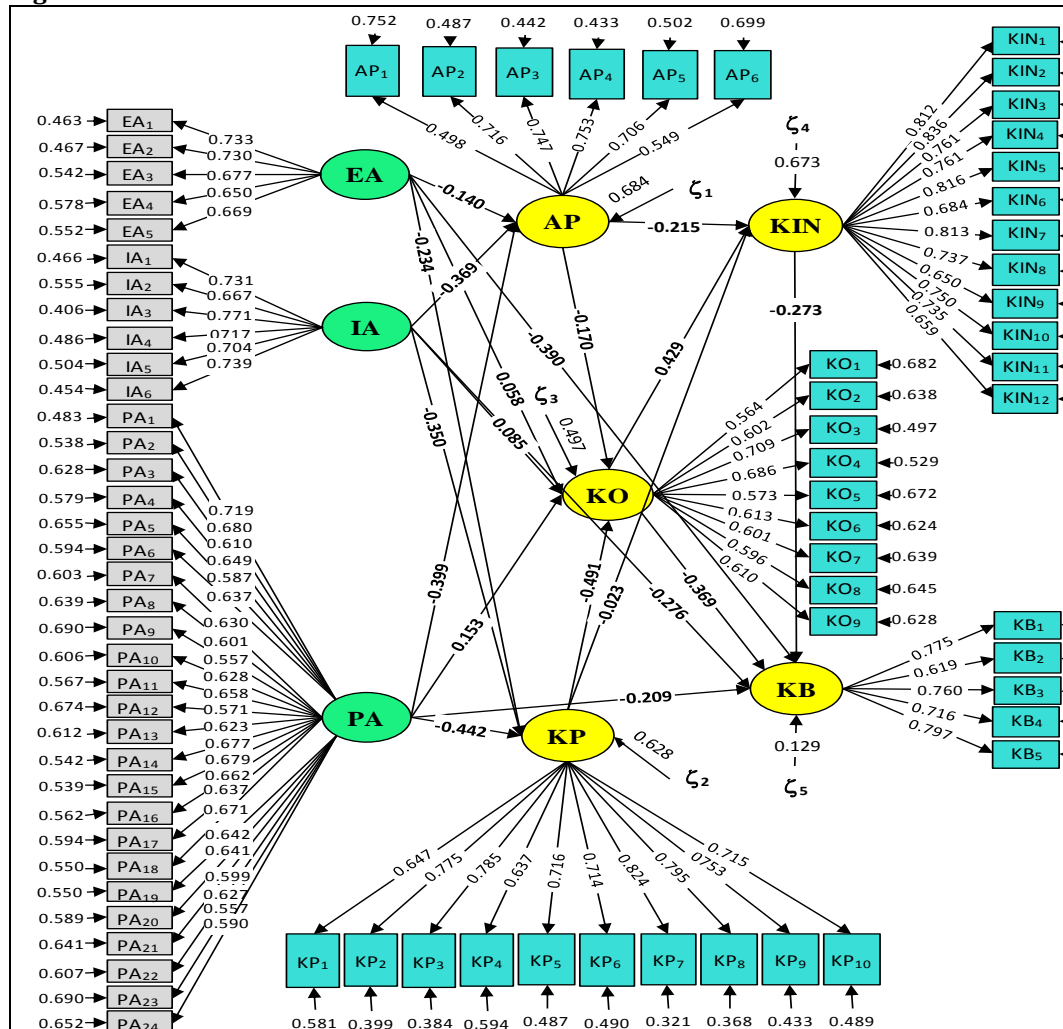 0.752 0.487 0.442 0.433 0.502 0.699
AP1 AP2 AP3 AP4 AP5 AP6
0.498 0.716 0.747 0.753 0.706 0.549
0.463 EA1 0.733
0.467 EA2 0.730
0.542 EA3 0.677
0.578 EA4 0.650
0.552 EA5 0.669
0.466 IA1 0.731
0.555 IA2 0.667
0.406 IA3 0.771
0.486 IA4 0.717
0.504 IA5 0.704
0.454 IA6 0.739
0.483 PA1 0.719
0.538 PA2 0.680
0.628 PA3 0.610
0.579 PA4 0.649
0.655 PA5 0.587
0.594 PA6 0.637
0.603 PA7 0.630
0.639 PA8 0.601
0.690 PA9 0.557
0.606 PA10 0.628
0.567 PA11 0.658
0.674 PA12 0.571
0.612 PA13 0.623
0.542 PA14 0.677
0.539 PA15 0.679
0.562 PA16 0.662
0.594 PA17 0.637
0.550 PA18 0.671
0.550 PA19 0.642
0.589 PA20 0.641
0.641 PA21 0.599
0.607 PA22 0.627
0.690 PA23 0.557
0.652 PA24 0.590
EA
IA
PA
AP
0.684
ζ1
KIN
ζ4
0.673
KO
ζ3
0.497
KP
0.628
ζ2
KB
0.129
ζ5
-0.140
-0.234
-0.369
-0.390
0.058
-0.350
0.085
-0.399
0.153
-0.442
-0.209
-0.215
-0.170
0.429
-0.273
-0.491
-0.023
-0.276
-0.369
0.812 KIN1
0.836 KIN2
0.761 KIN3
0.761 KIN4
0.816 KIN5
0.684 KIN6
0.813 KIN7
0.737 KIN8
0.650 KIN9
0.750 KIN10
0.735 KIN11
0.659 KIN12
0.564 KO1 0.682
0.602 KO2 0.638
0.709 KO3 0.497
0.686 KO4 0.529
0.573 KO5 0.672
0.613 KO6 0.624
0.601 KO7 0.639
0.596 KO8 0.645
0.610 KO9 0.628
0.775 KB1
0.619 KB2
0.760 KB3
0.716 KB4
0.797 KB5
0.647 0.775 0.785 0.637 0.716 0.714 0.824 0.795 0753 0.715
KP1 KP2 KP3 KP4 KP5 KP6 KP7 KP8 KP9 KP10
0.581 0.399 0.384 0.594 0.487 0.490 0.321 0.368 0.433 0.489